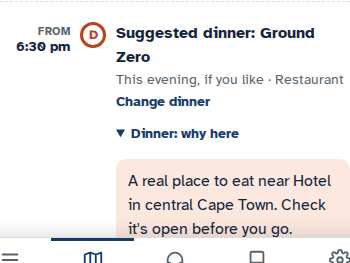 FROM
6:30 pm
D
Suggested dinner: Ground
Zero
This evening, if you like · Restaurant
Change dinner
▼ Dinner: why here
A real place to eat near Hotel
in central Cape Town. Check
it's open before you go.